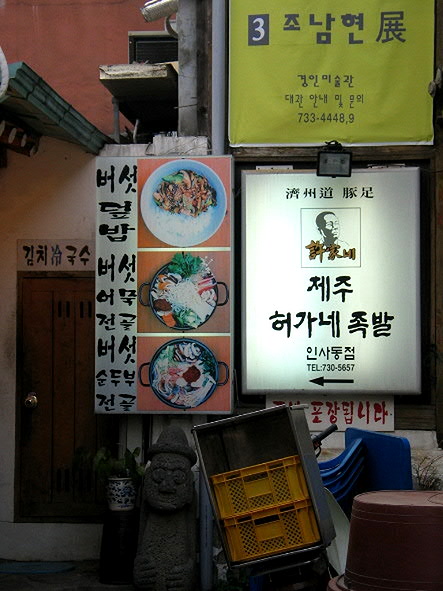 3 조남현 展
경인미술관
대관 안내 및 문의
733-4448,9
버섯
덮밥
버섯
어묵
전골
버섯
순두부
전골
김치冷국수
濟州道 豚足
許家네
제주
허가네 족발
인사동점
TEL:730-5657
포장됩니다